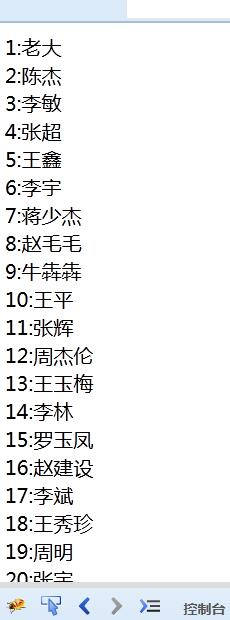 1:老大
2:陈杰
3:李敏
4:张超
5:王鑫
6:李宇
7:蒋少杰
8:赵毛毛
9:牛犇犇
10:王平
11:张辉
12:周杰伦
13:王玉梅
14:李林
15:罗玉凤
16:赵建设
17:李斌
18:王秀珍
19:周明
20:张宇
控制台